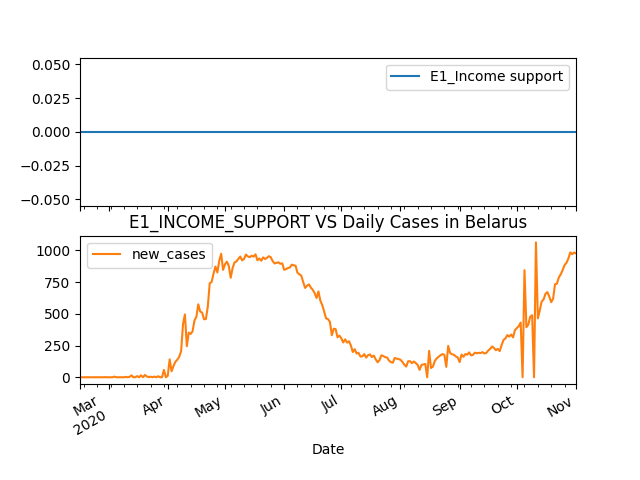 0.050
0.025
0.000
−0.025
−0.050
E1_Income support
E1_INCOME_SUPPORT VS Daily Cases in Belarus
1000
750
500
250
0
new_cases
Mar
2020
Apr
May
Jun
Jul
Aug
Sep
Oct
Nov
Date